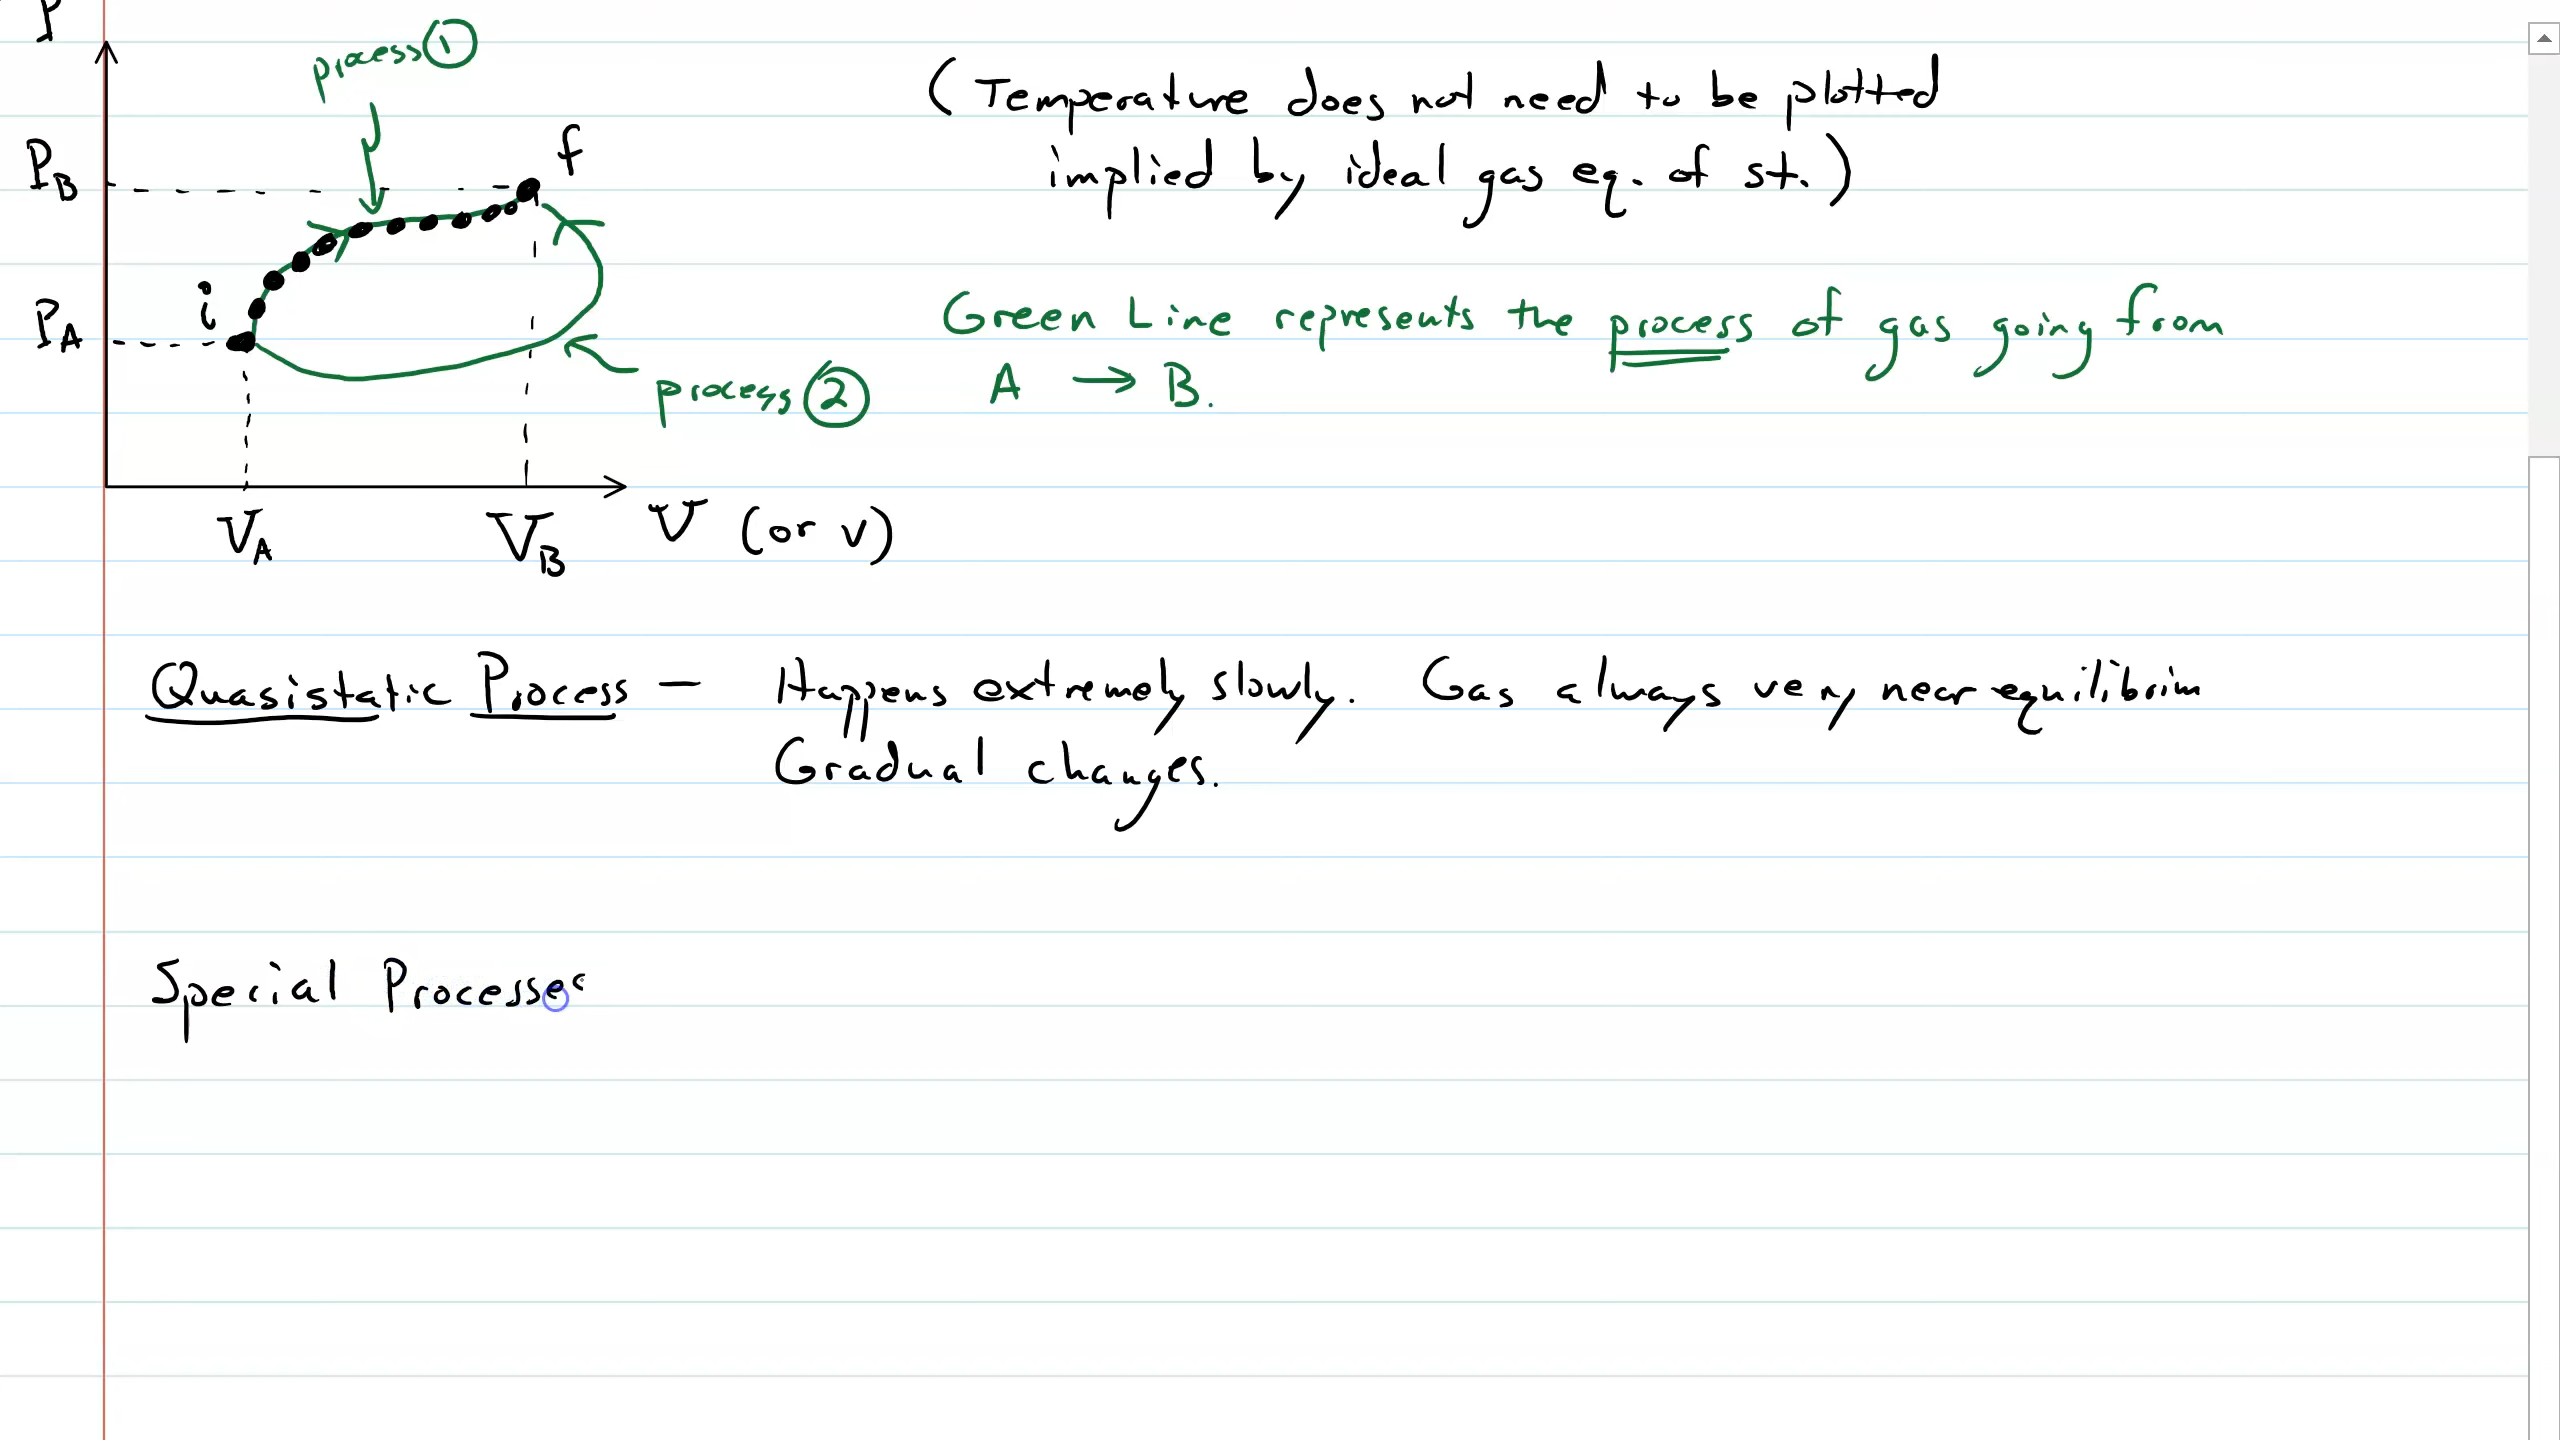 P
process ①
(Temperature does not need to be plotted
implied by ideal gas eq. of st.)
P_B
f
i
P_A
Green Line represents the process of gas going from
A → B.
process ②
V_A
V_B
V (or v)
Quasistatic Process — Happens extremely slowly. Gas always very near equilibrim
Gradual changes.
Special Processes